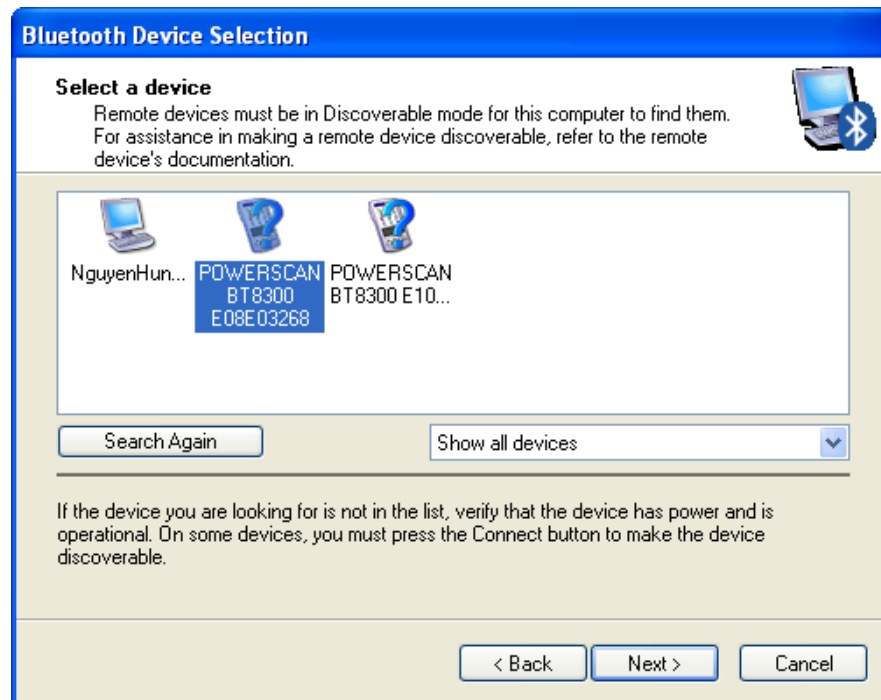 Bluetooth Device Selection
Select a device
Remote devices must be in Discoverable mode for this computer to find them.
For assistance in making a remote device discoverable, refer to the remote
device's documentation.
NguyenHun... POWERSCAN POWERSCAN
BT8300 BT8300 E10...
E08E03268
Search Again Show all devices
If the device you are looking for is not in the list, verify that the device has power and is
operational. On some devices, you must press the Connect button to make the device
discoverable.
< Back Next > Cancel